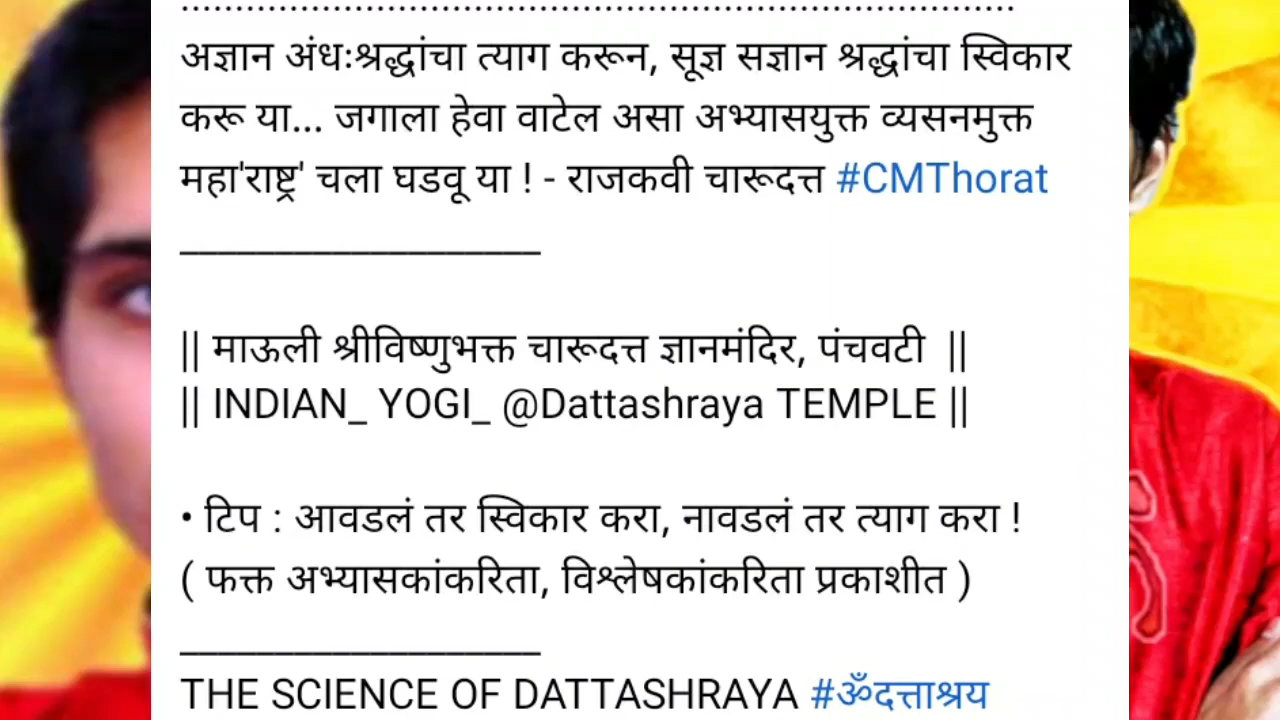 अज्ञान अंधःश्रद्धांचा त्याग करून, सूज्ञ सज्ञान श्रद्धांचा स्विकार
करू या... जगाला हेवा वाटेल असा अभ्यासयुक्त व्यसनमुक्त
महा'राष्ट्र' चला घडवू या ! - राजकवी चारूदत्त #CMThorat
___________________
|| माऊली श्रीविष्णुभक्त चारूदत्त ज्ञानमंदिर, पंचवटी ||
|| INDIAN_ YOGI_ @Dattashraya TEMPLE ||
• टिप : आवडलं तर स्विकार करा, नावडलं तर त्याग करा !
( फक्त अभ्यासकांकरिता, विश्लेषकांकरिता प्रकाशीत )
___________________
THE SCIENCE OF DATTASHRAYA #ॐदत्ताश्रय